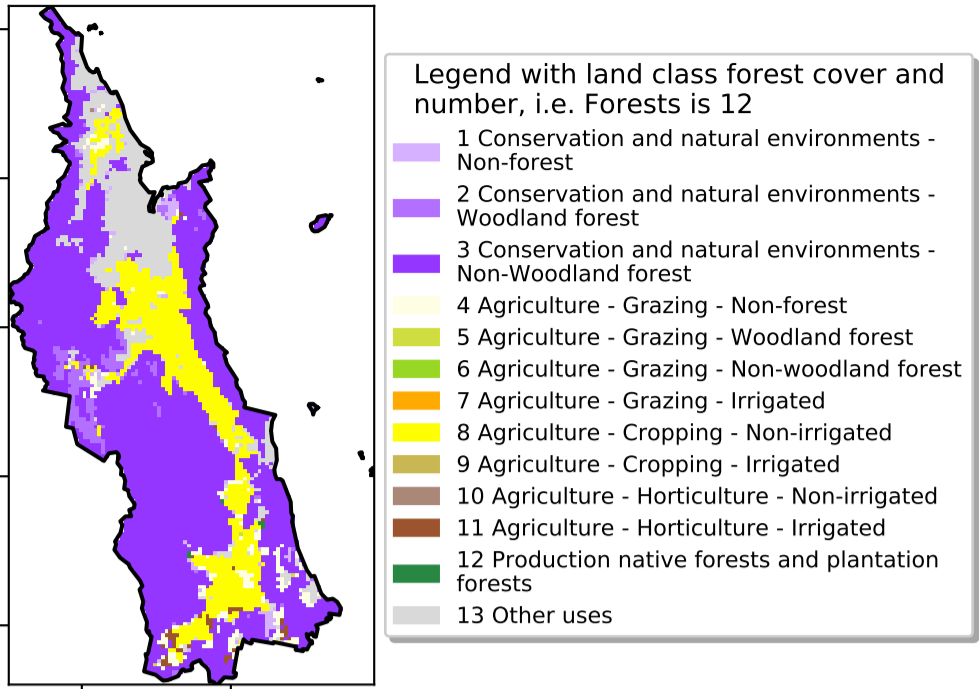 Legend with land class forest cover and
number, i.e. Forests is 12
1 Conservation and natural environments -
Non-forest
2 Conservation and natural environments -
Woodland forest
3 Conservation and natural environments -
Non-Woodland forest
4 Agriculture - Grazing - Non-forest
5 Agriculture - Grazing - Woodland forest
6 Agriculture - Grazing - Non-woodland forest
7 Agriculture - Grazing - Irrigated
8 Agriculture - Cropping - Non-irrigated
9 Agriculture - Cropping - Irrigated
10 Agriculture - Horticulture - Non-irrigated
11 Agriculture - Horticulture - Irrigated
12 Production native forests and plantation
forests
13 Other uses